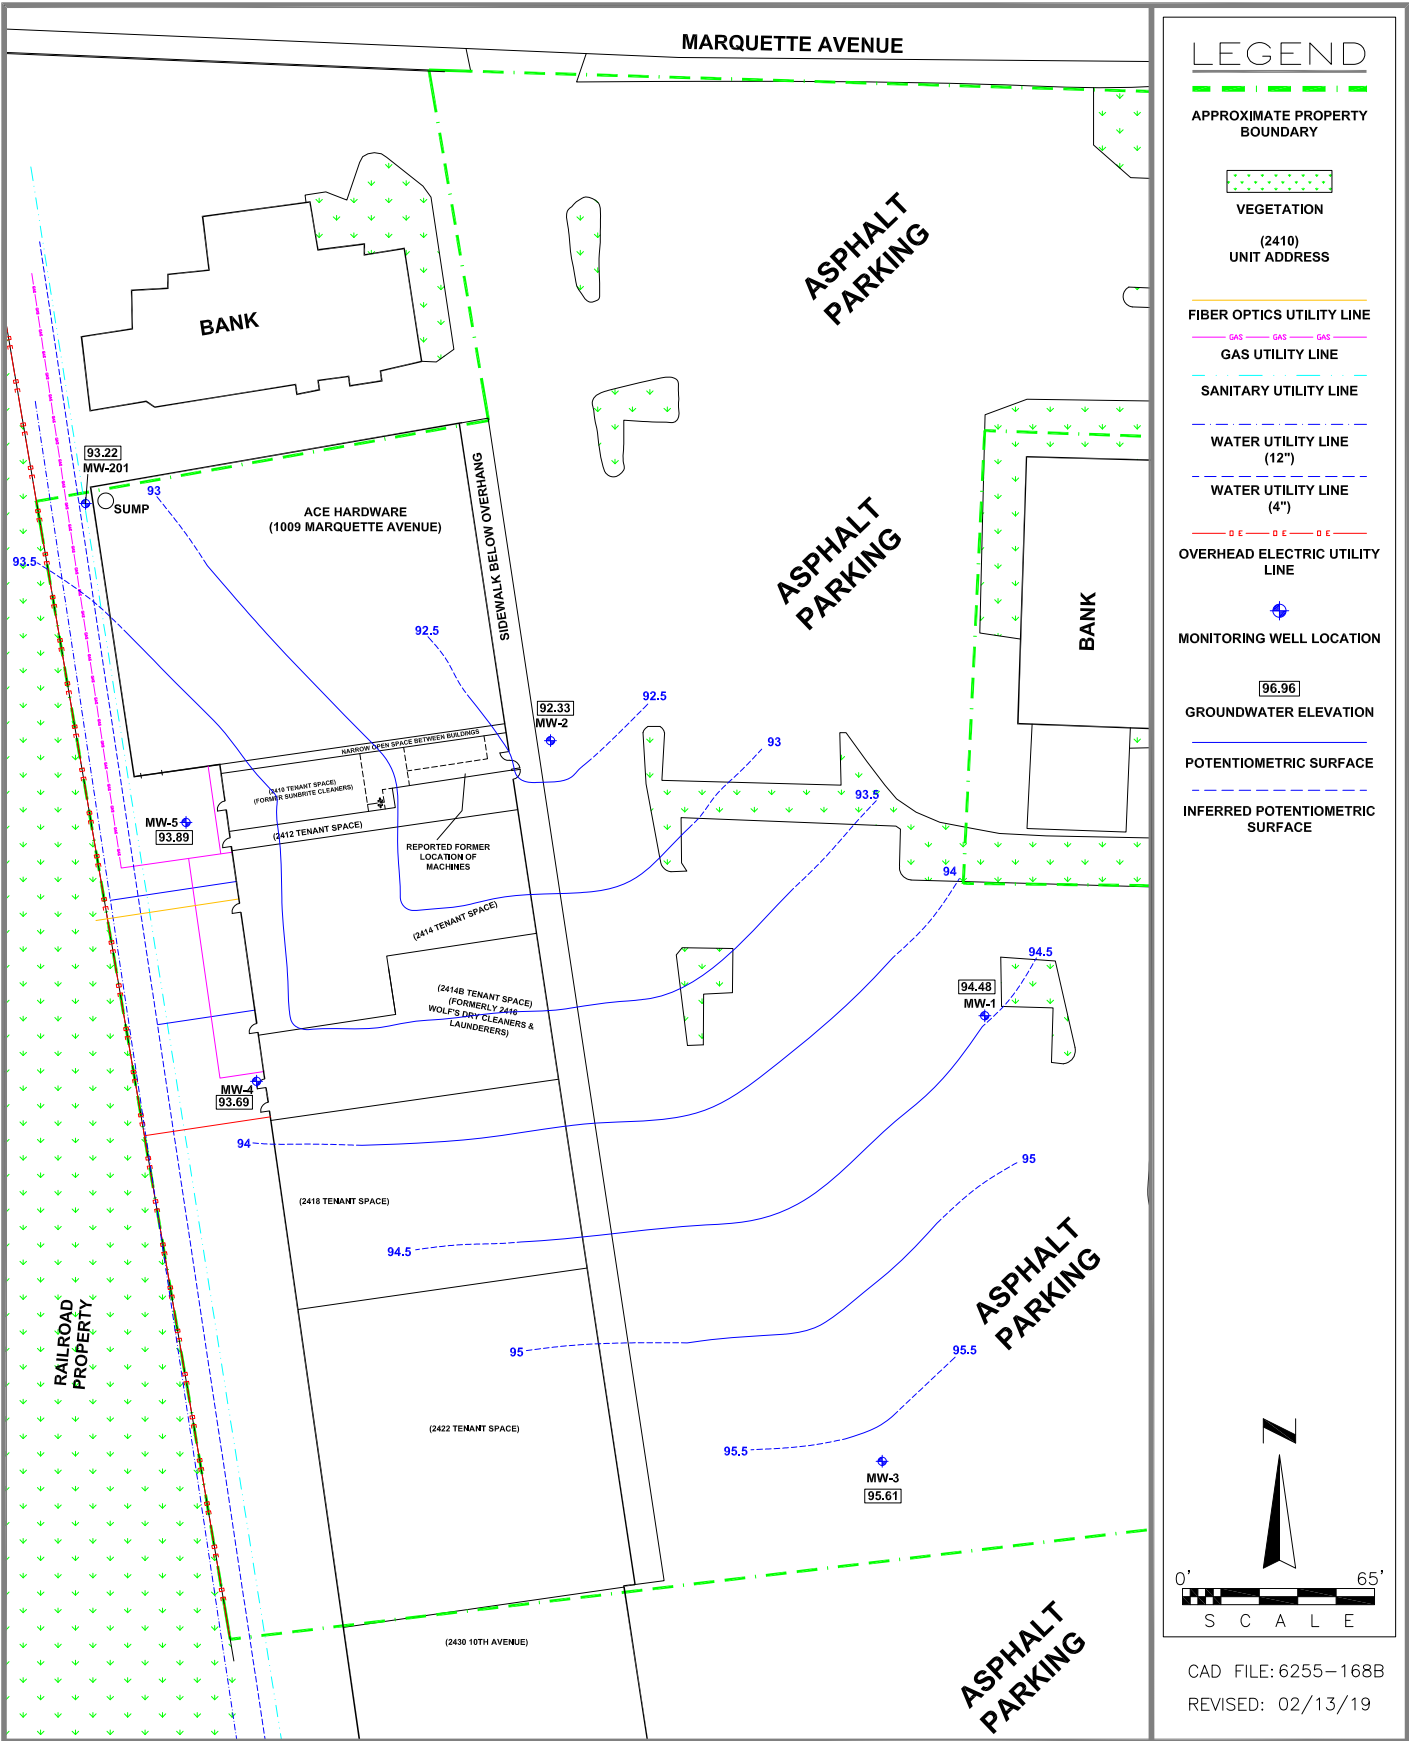 MARQUETTE AVENUE
ASPHALT
PARKING
BANK
93.22
MW-201
SUMP
93
ACE HARDWARE
(1009 MARQUETTE AVENUE)
SIDEWALK BELOW OVERHANG
ASPHALT
PARKING
93.5
BANK
92.5
92.5
92.33
MW-2
NARROW OPEN SPACE BETWEEN BUILDINGS
93
(2410 TENANT SPACE)
(FORMER SUNBRITE CLEANERS)
93.5
MW-5
93.89
(2412 TENANT SPACE)
REPORTED FORMER
LOCATION OF
MACHINES
94
(2414 TENANT SPACE)
94.5
(2414B TENANT SPACE)
(FORMERLY 2416
WOLF'S DRY CLEANERS &
LAUNDERERS)
94.48
MW-1
MW-4
93.69
94
95
(2418 TENANT SPACE)
94.5
ASPHALT
PARKING
RAILROAD
PROPERTY
95
95.5
(2422 TENANT SPACE)
95.5
MW-3
95.61
(2430 10TH AVENUE)
ASPHALT
PARKING
LEGEND
APPROXIMATE PROPERTY
BOUNDARY
VEGETATION
(2410)
UNIT ADDRESS
FIBER OPTICS UTILITY LINE
GAS GAS GAS
GAS UTILITY LINE
SANITARY UTILITY LINE
WATER UTILITY LINE
(12")
WATER UTILITY LINE
(4")
O E O E O E
OVERHEAD ELECTRIC UTILITY
LINE
MONITORING WELL LOCATION
96.96
GROUNDWATER ELEVATION
POTENTIOMETRIC SURFACE
INFERRED POTENTIOMETRIC
SURFACE
N
0' 65'
S C A L E
CAD FILE: 6255-168B
REVISED: 02/13/19